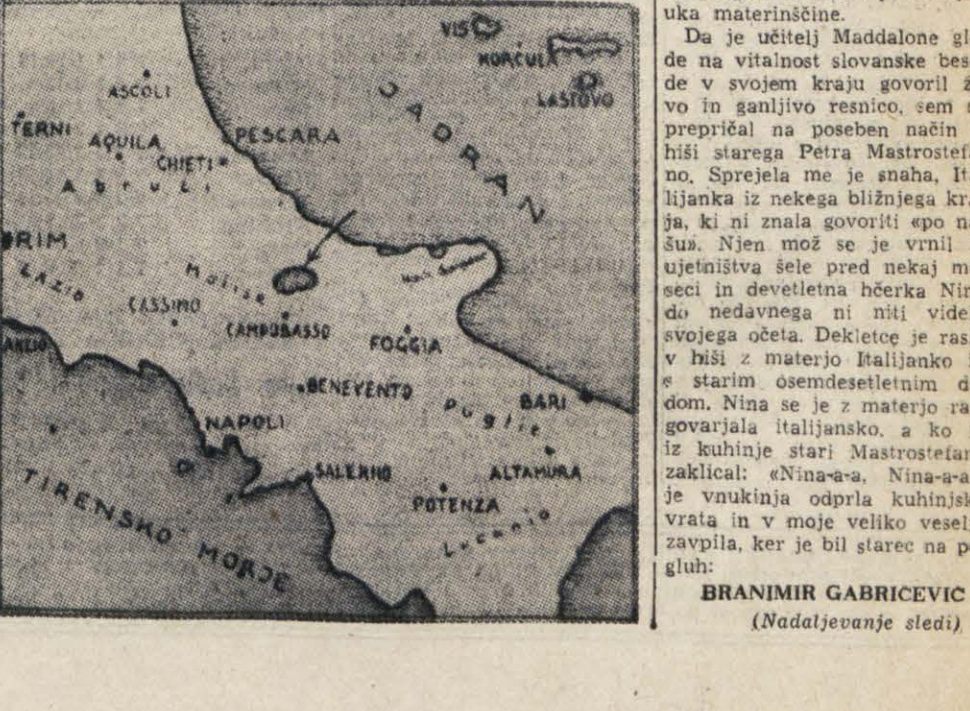 VIS
KORČULA
LASTOVO
JADRAN
ASCOLI
TERNI
AQUILA
PESCARA
CHIETI
Abruzi
RIM
LAZIO
Molise
CASSINO
CAMPOBASSO
FOGGIA
ANZIO
BENEVENTO
Puglie
BARI
NAPOLI
SALERNO
ALTAMURA
POTENZA
Lucanio
TIRENSKO MORJE
uka materinščine.
Da je učitelj Maddalone gl
de na vitalnost slovanske bes
de v svojem kraju govoril ž
vo in ganljivo resnico, sem
prepričal na poseben način
hiši starega Petra Mastrostef
no. Sprejela me je snaha, It
lijanka iz nekega bližnjega kr
ja, ki ni znala govoriti «po n
šu». Njen mož se je vrnil
ujetništva šele pred nekaj m
seci in devetletna hčerka Nin
do nedavnega ni niti vide
svojega očeta. Dekletce je ras
v hiši z materjo Italijanko
s starim osemdesetletnim d
dom. Nina se je z materjo ra
govarjala italijansko, a ko
iz kuhinje stari Mastrostefan
zaklical: «Nina-a-a, Nina-a-a
je vnukinja odprla kuhinjsk
vrata in v moje veliko vesel
zavpila, ker je bil starec na p
gluh:
BRANIMIR GABRICEVIC
(Nadaljevanje sledi)